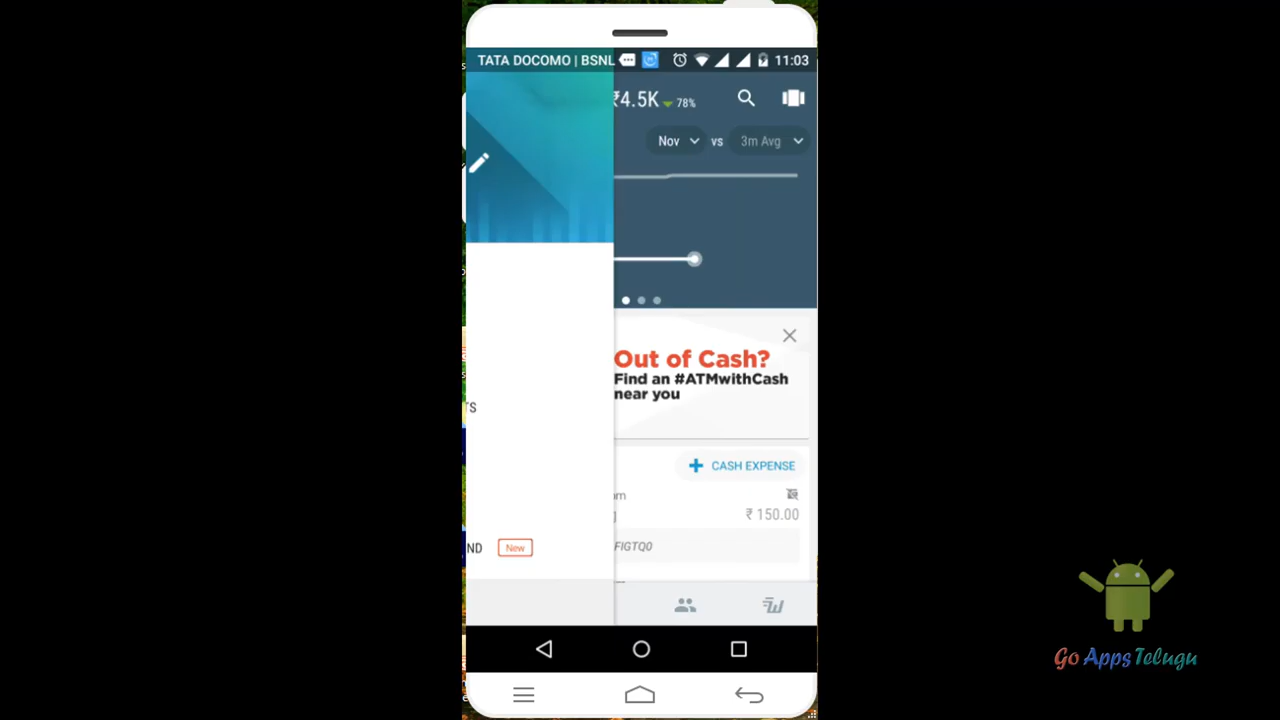 TATA DOCOMO | BSNL
11:03
₹4.5K 78%
Nov vs 3m Avg
Out of Cash?
Find an #ATMwithCash
near you
TS
CASH EXPENSE
₹ 150.00
FIGTQ0
ND New
Go Apps Telugu